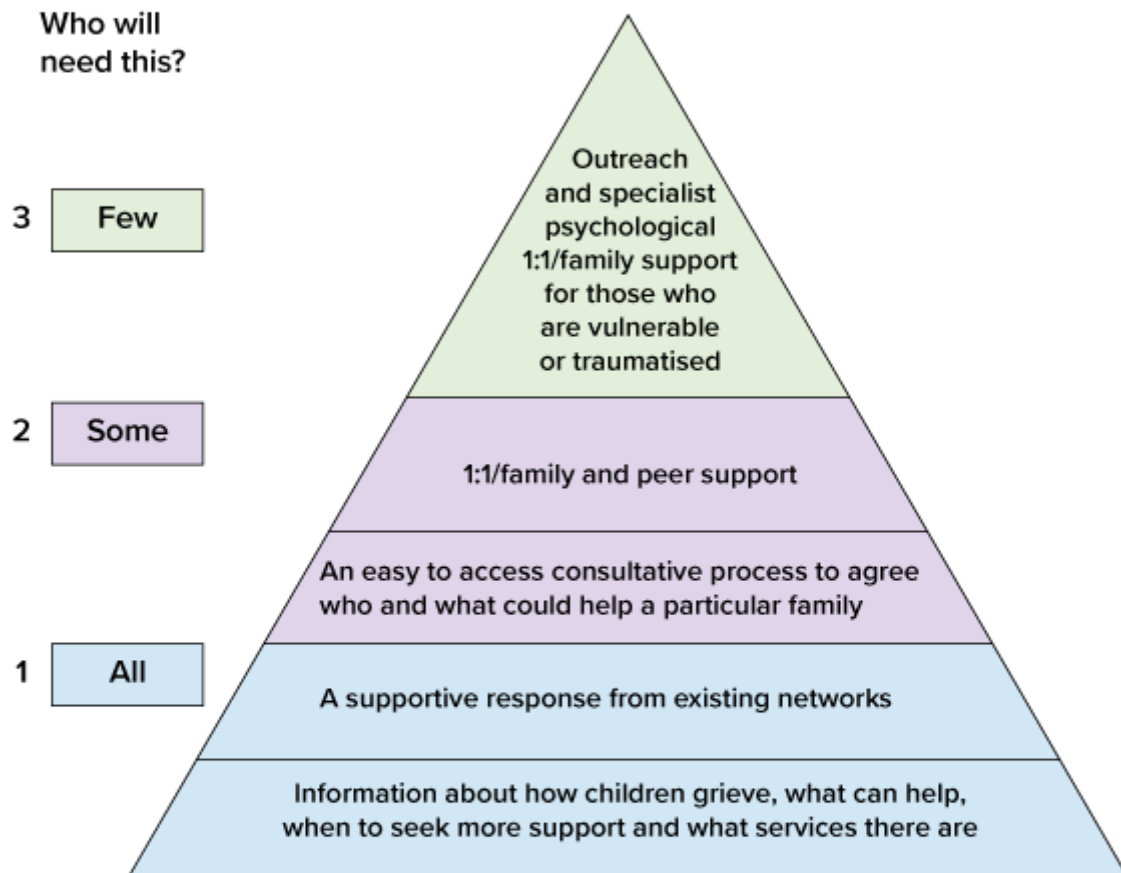 Who will
need this?
3 Few
Outreach
and specialist
psychological
1:1/family support
for those who
are vulnerable
or traumatised
2 Some
1:1/family and peer support
An easy to access consultative process to agree
who and what could help a particular family
1 All
A supportive response from existing networks
Information about how children grieve, what can help,
when to seek more support and what services there are